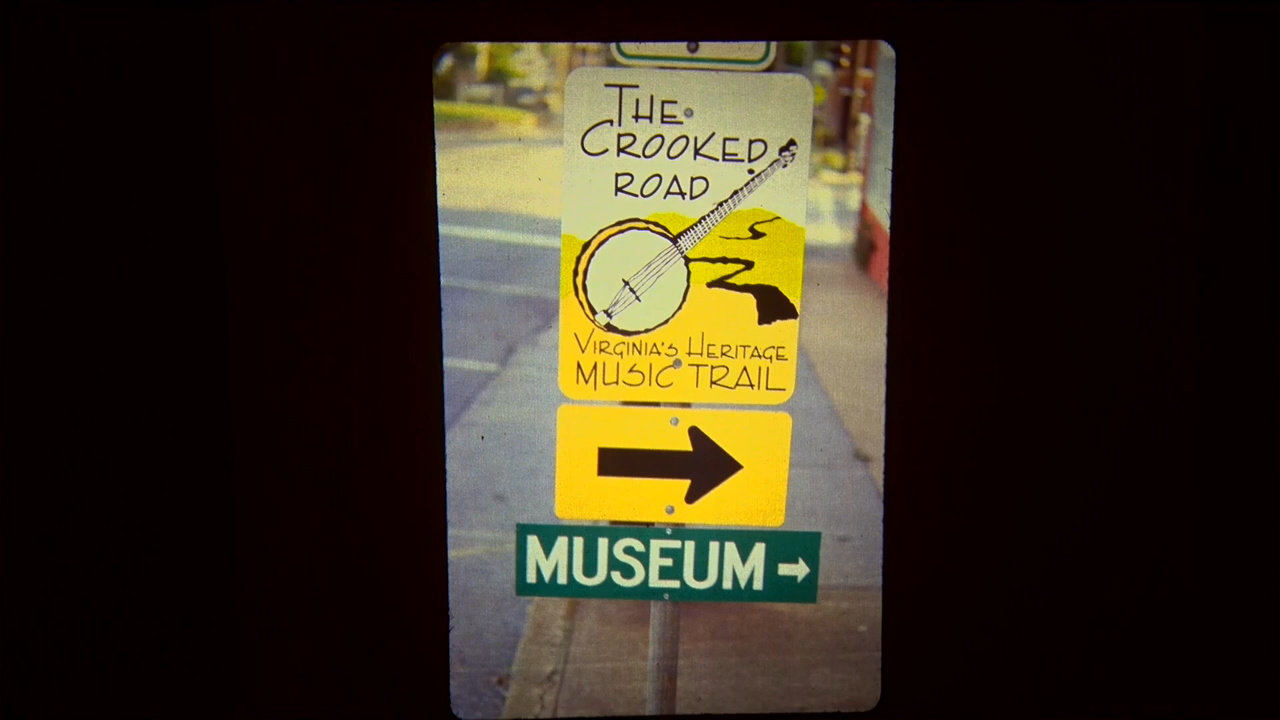 THE
CROOKED
ROAD
VIRGINIA'S HERITAGE
MUSIC TRAIL
MUSEUM